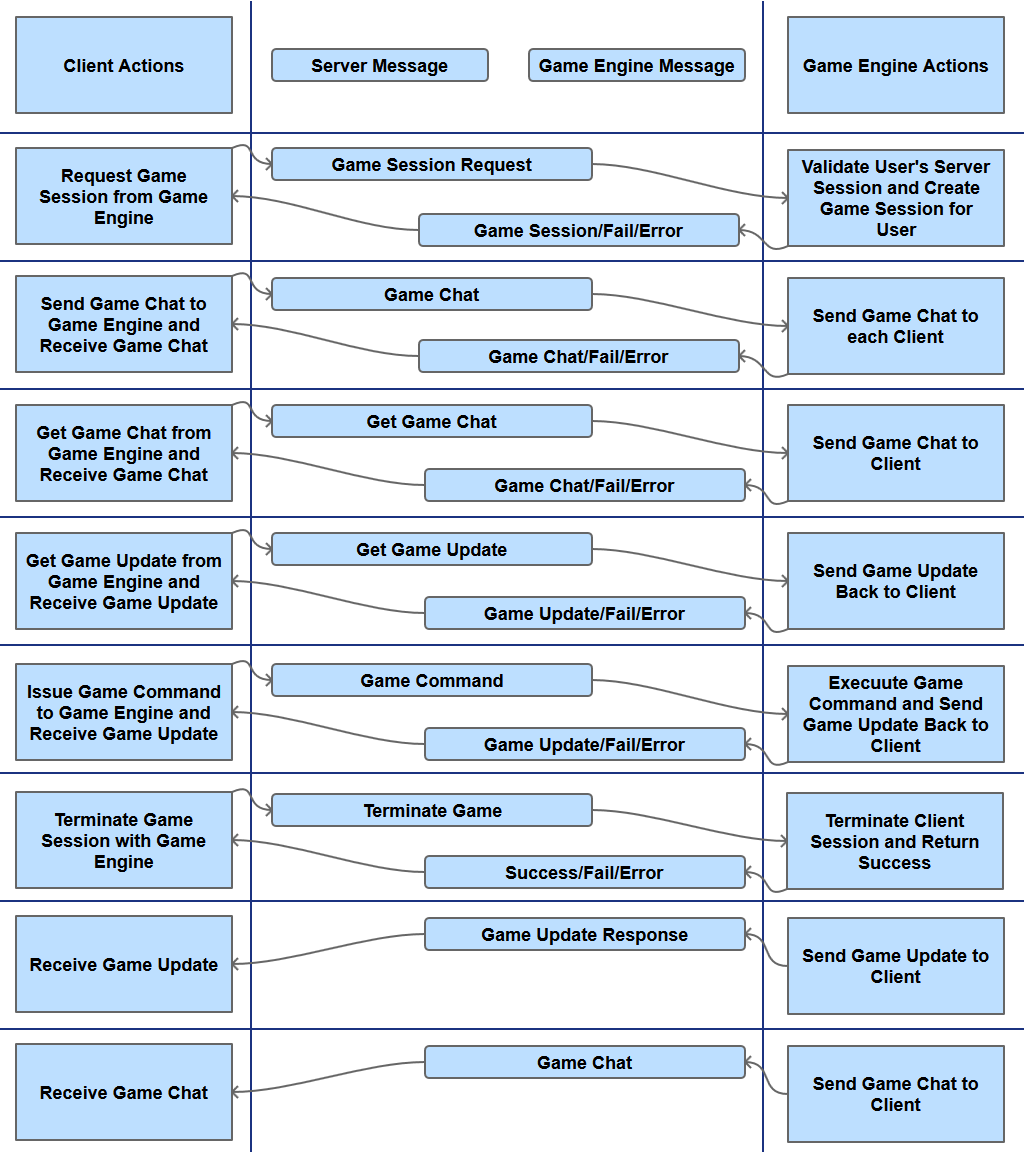 Client Actions
Server Message
Game Engine Message
Game Engine Actions
Request Game
Session from Game
Engine
Game Session Request
Game Session/Fail/Error
Validate User's Server
Session and Create
Game Session for
User
Send Game Chat to
Game Engine and
Receive Game Chat
Game Chat
Game Chat/Fail/Error
Send Game Chat to
each Client
Get Game Chat from
Game Engine and
Receive Game Chat
Get Game Chat
Game Chat/Fail/Error
Send Game Chat to
Client
Get Game Update from
Game Engine and
Receive Game Update
Get Game Update
Game Update/Fail/Error
Send Game Update
Back to Client
Issue Game Command
to Game Engine and
Receive Game Update
Game Command
Game Update/Fail/Error
Execuute Game
Command and Send
Game Update Back to
Client
Terminate Game
Session with Game
Engine
Terminate Game
Success/Fail/Error
Terminate Client
Session and Return
Success
Receive Game Update
Game Update Response
Send Game Update to
Client
Receive Game Chat
Game Chat
Send Game Chat to
Client